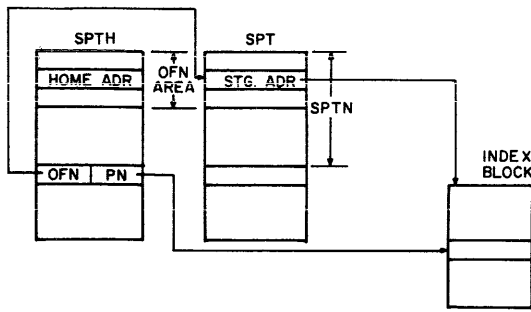 SPTH
SPT
HOME ADR
OFN
AREA
STG. ADR
SPTN
OFN
PN
INDEX
BLOCK